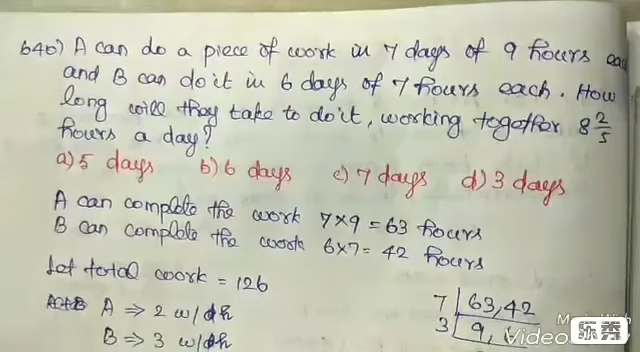 640) A can do a piece of work in 7 days of 9 hours each
and B can do it in 6 days of 7 hours each. How
long will they take to do it, working together 8 2/5
hours a day?
a) 5 days b) 6 days c) 7 days d) 3 days
A can complete the work 7×9 = 63 hours
B can complete the work 6×7= 42 hours
Let total work = 126
A ⇒ 2 w/h
B ⇒ 3 w/h
7 | 63, 42
3 | 9,
Video
乐秀